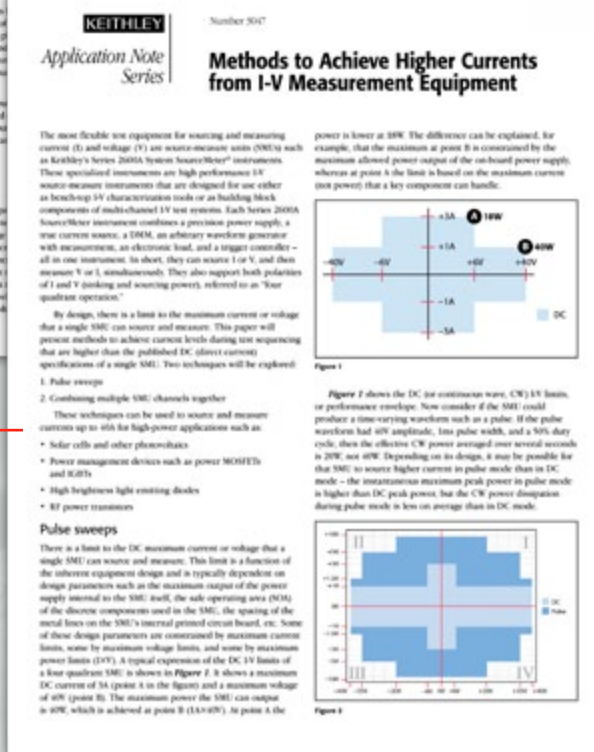 KEITHLEY
Number 3047
Application Note
Series
Methods to Achieve Higher Currents
from I-V Measurement Equipment
The most flexible test equipment for sourcing and measuring
current (I) and voltage (V) are source-measure units (SMUs) such
as Keithley's Series 2600A System SourceMeter® instruments.
These specialized instruments are high performance I-V
source-measure instruments that are designed for use either
as bench-top I-V characterization tools or as building block
components of multi-channel I-V test systems. Each Series 2600A
SourceMeter instrument combines a precision power supply, a
true current source, a DMM, an arbitrary waveform generator
with measurement, an electronic load, and a trigger controller –
all in one instrument. In short, they can source I or V, and then
measure V or I, simultaneously. They also support both polarities
of I and V (sinking and sourcing power), referred to as "four
quadrant operation."
By design, there is a limit to the maximum current or voltage
that a single SMU can source and measure. This paper will
present methods to achieve current levels during test sequencing
that are higher than the published DC (direct current)
specifications of a single SMU. Two techniques will be explored:
1. Pulse sweeps
2. Combining multiple SMU channels together
These techniques can be used to source and measure
currents up to 40A for high-power applications such as:
• Solar cells and other photovoltaics
• Power management devices such as power MOSFETs
and IGBTs
• High brightness light emitting diodes
• RF power transistors
Pulse sweeps
There is a limit to the DC maximum current or voltage that a
single SMU can source and measure. This limit is a function of
the inherent equipment design and is typically dependent on
design parameters such as the maximum output of the power
supply internal to the SMU itself, the safe operating area (SOA)
of the discrete components used in the SMU, the spacing of the
metal lines on the SMU's internal printed circuit board, etc. Some
of these design parameters are constrained by maximum current
limits, some by maximum voltage limits, and some by maximum
power limits (I×V). A typical expression of the DC I-V limits of
a four quadrant SMU is shown in Figure 1. It shows a maximum
DC current of 3A (point A in the figure) and a maximum voltage
of 40V (point B). The maximum power the SMU can output
is 40W, which is achieved at point B (1A×40V). At point A the
power is lower at 18W. The difference can be explained, for
example, that the maximum at point B is constrained by the
maximum allowed power output of the on-board power supply,
whereas at point A the limit is based on the maximum current
(not power) that a key component can handle.
+3A A 18W
+1A B 40W
–40V –6V +6V +40V
–1A
–3A
DC
Figure 1
Figure 1 shows the DC (or continuous wave, CW) I-V limits,
or performance envelope. Now consider if the SMU could
produce a time-varying waveform such as a pulse. If the pulse
waveform had 40V amplitude, 1ms pulse width, and a 50% duty
cycle, then the effective CW power averaged over several seconds
is 20W, not 40W. Depending on its design, it may be possible for
that SMU to source higher current in pulse mode than in DC
mode – the instantaneous maximum peak power in pulse mode
is higher than DC peak power, but the CW power dissipation
during pulse mode is less on average than in DC mode.
II I
DC
Pulse
III IV
Figure 2